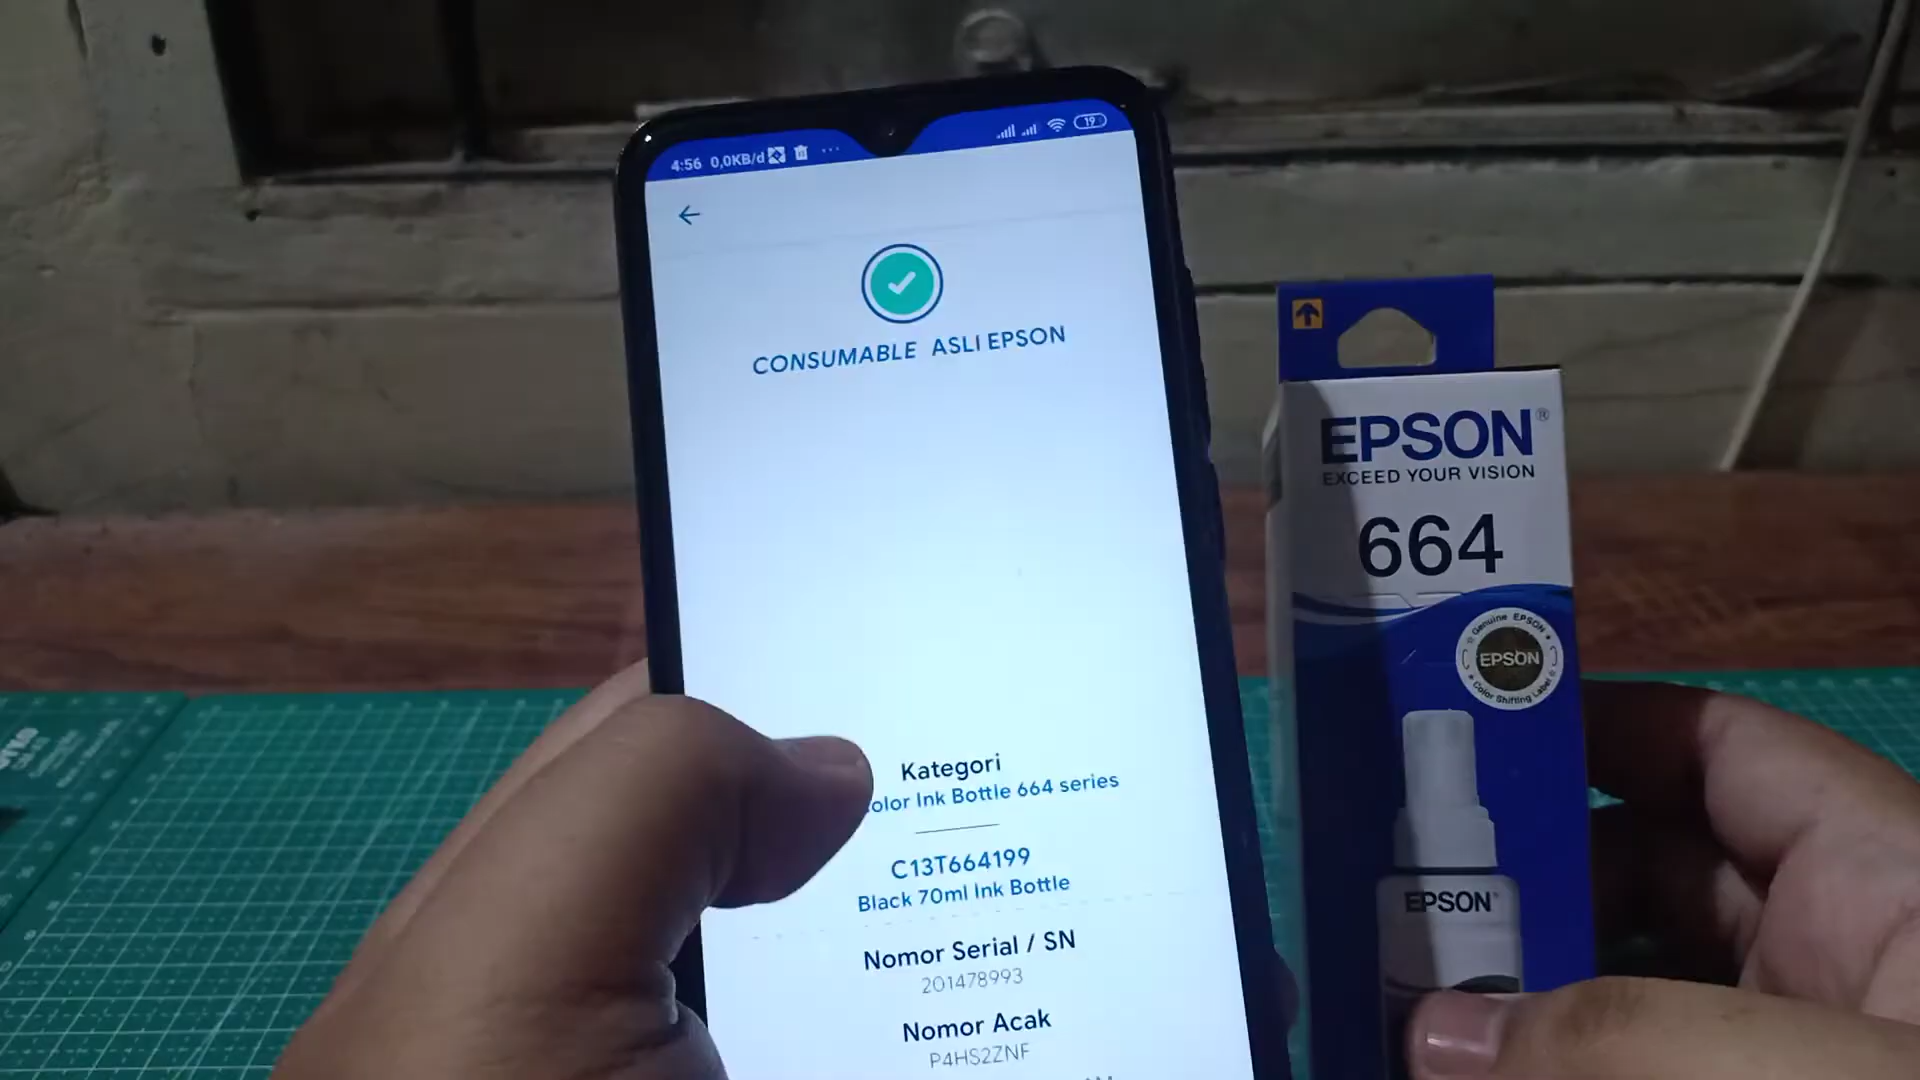 4:56 0,0KB/d
19
CONSUMABLE ASLI EPSON
Kategori
olor Ink Bottle 664 series
C13T664199
Black 70ml Ink Bottle
Nomor Serial / SN
201478993
Nomor Acak
P4HS2ZNF
EPSON®
EXCEED YOUR VISION
664
Genuine EPSON
EPSON
Color Shifting Label
EPSON